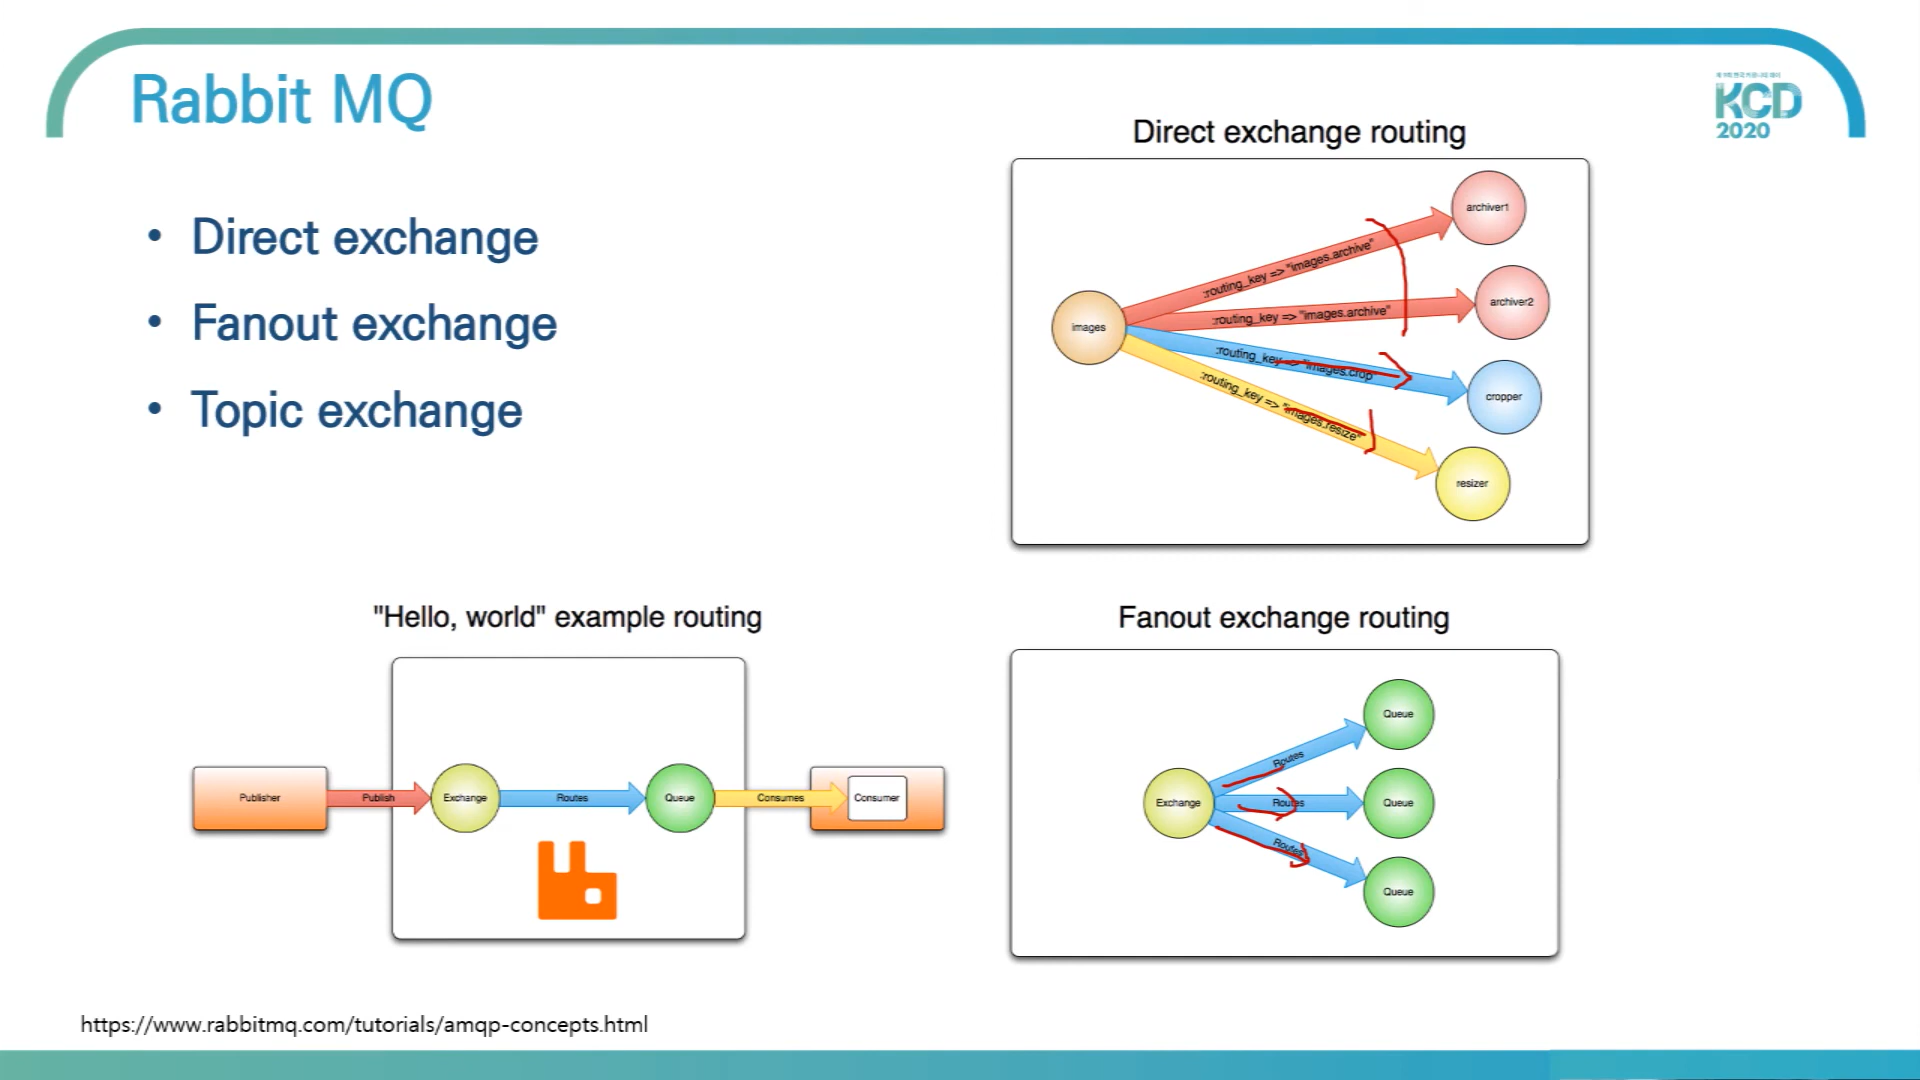 Rabbit MQ
KCD
2020
• Direct exchange
• Fanout exchange
• Topic exchange
Direct exchange routing
images
:routing_key => "images.archive"
:routing_key => "images.archive"
:routing_key => "images.crop"
:routing_key => "images.resize"
archiver1
archiver2
cropper
resizer
"Hello, world" example routing
Publisher
Publish
Exchange
Routes
Queue
Consumes
Consumer
Fanout exchange routing
Exchange
Routes
Routes
Routes
Queue
Queue
Queue
https://www.rabbitmq.com/tutorials/amqp-concepts.html